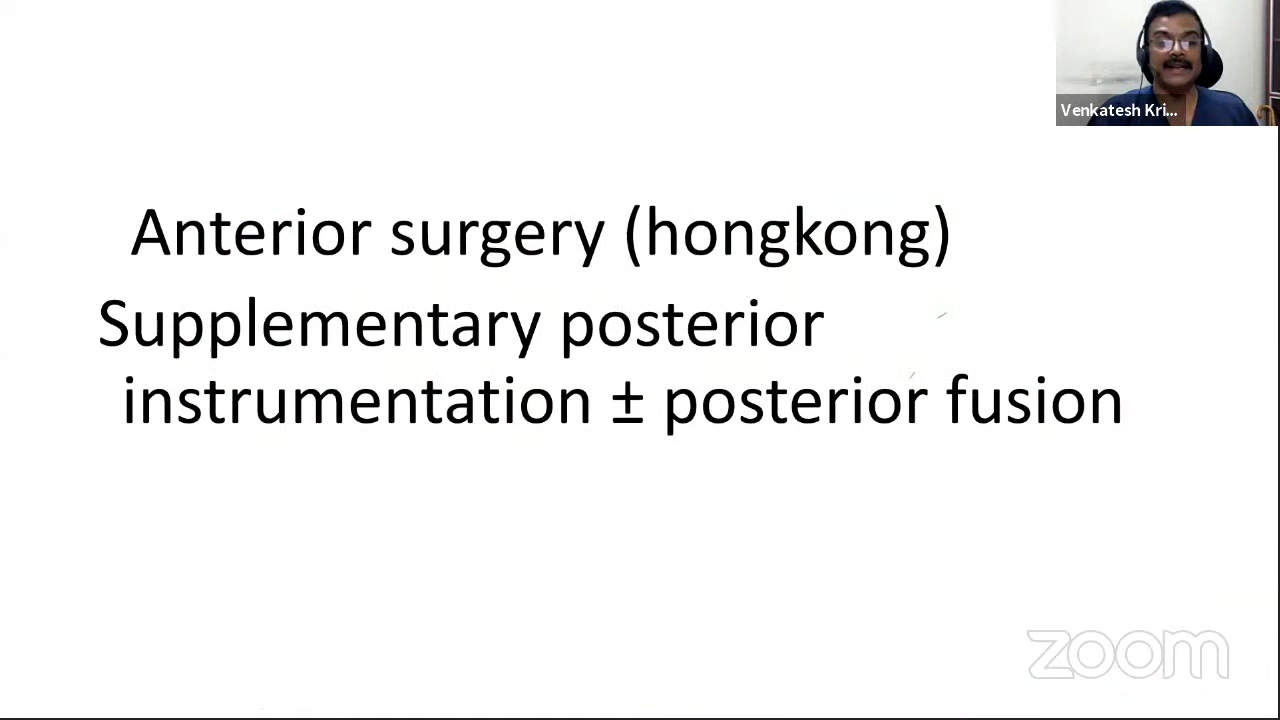 Venkatesh Kri...
Anterior surgery (hongkong)
Supplementary posterior
instrumentation ± posterior fusion
zoom